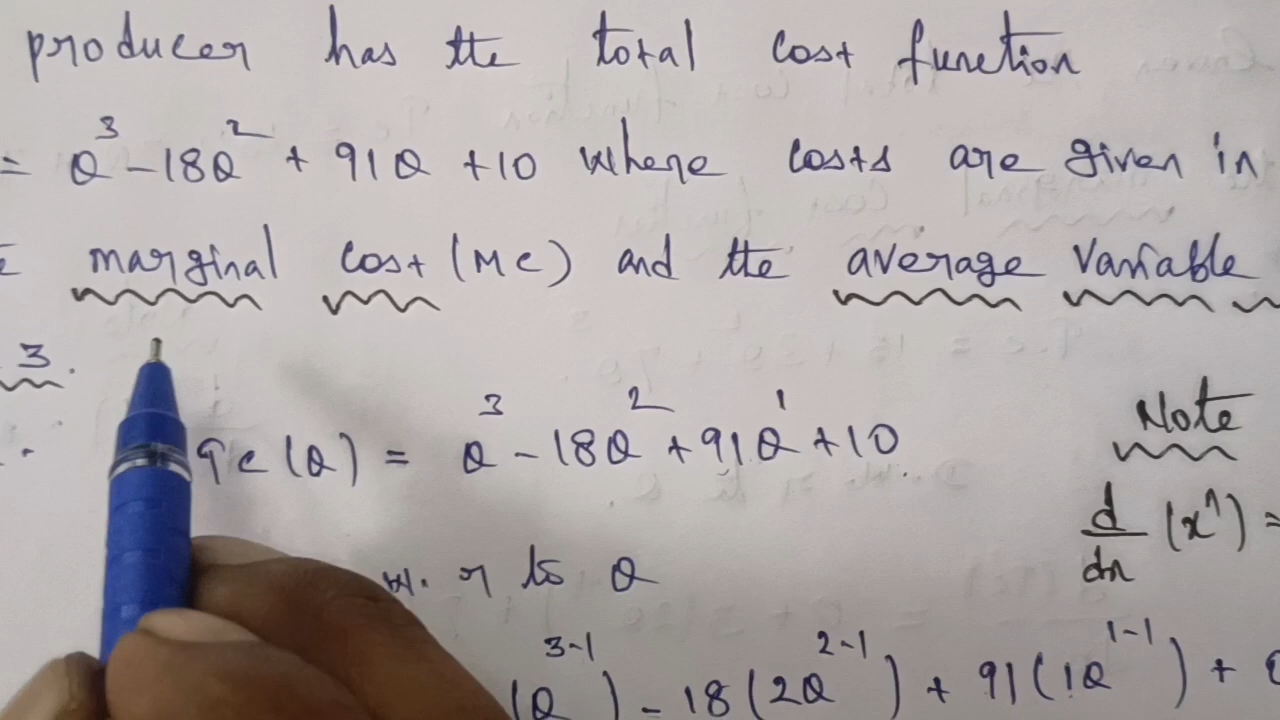 producer has the total cost function
= Q³ - 18Q² + 91Q + 10 where costs are given in
marginal cost (MC) and the average variable
3.
TC (Q) = Q³ - 18Q² + 91Q¹ + 10.
Note
d/dx (xⁿ) =
w. r to Q
(Q³⁻¹) - 18 (2Q²⁻¹) + 91 (1Q¹⁻¹) +